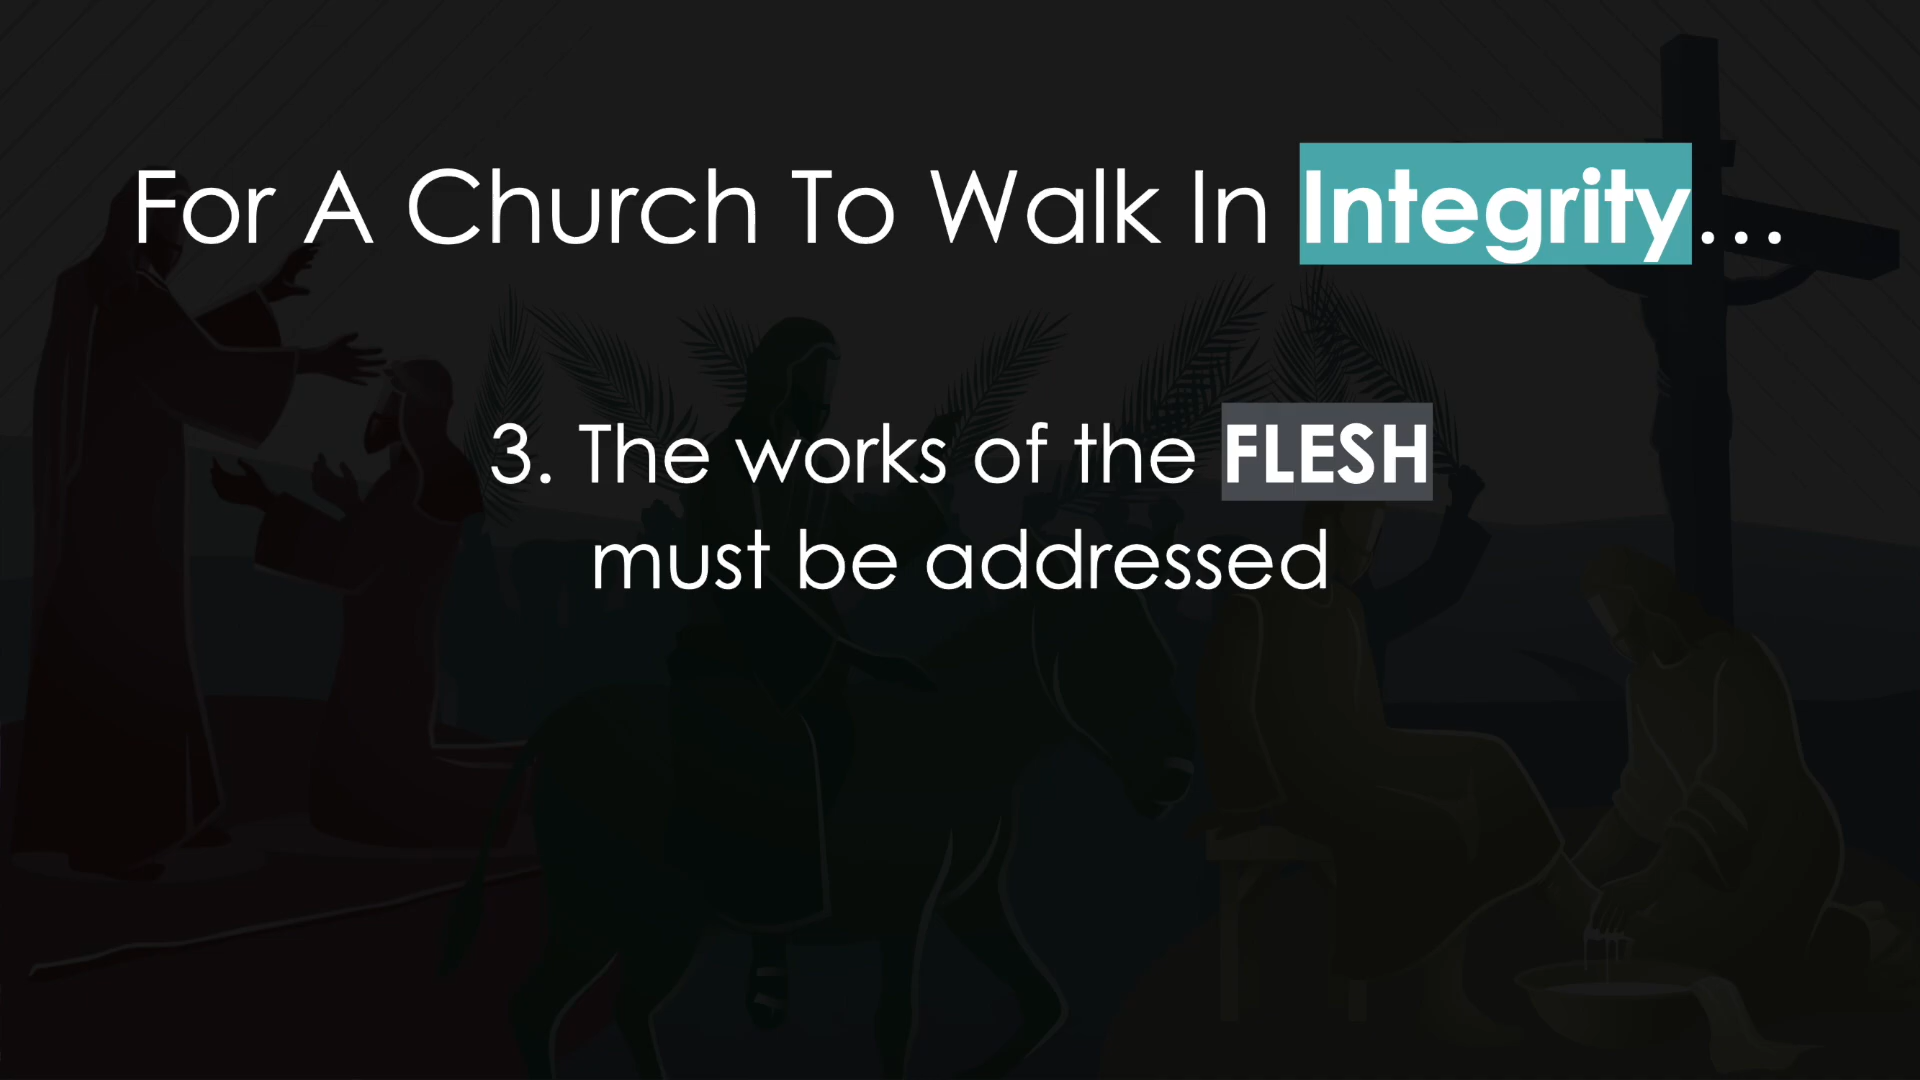 For A Church To Walk In Integrity...
3. The works of the FLESH
must be addressed